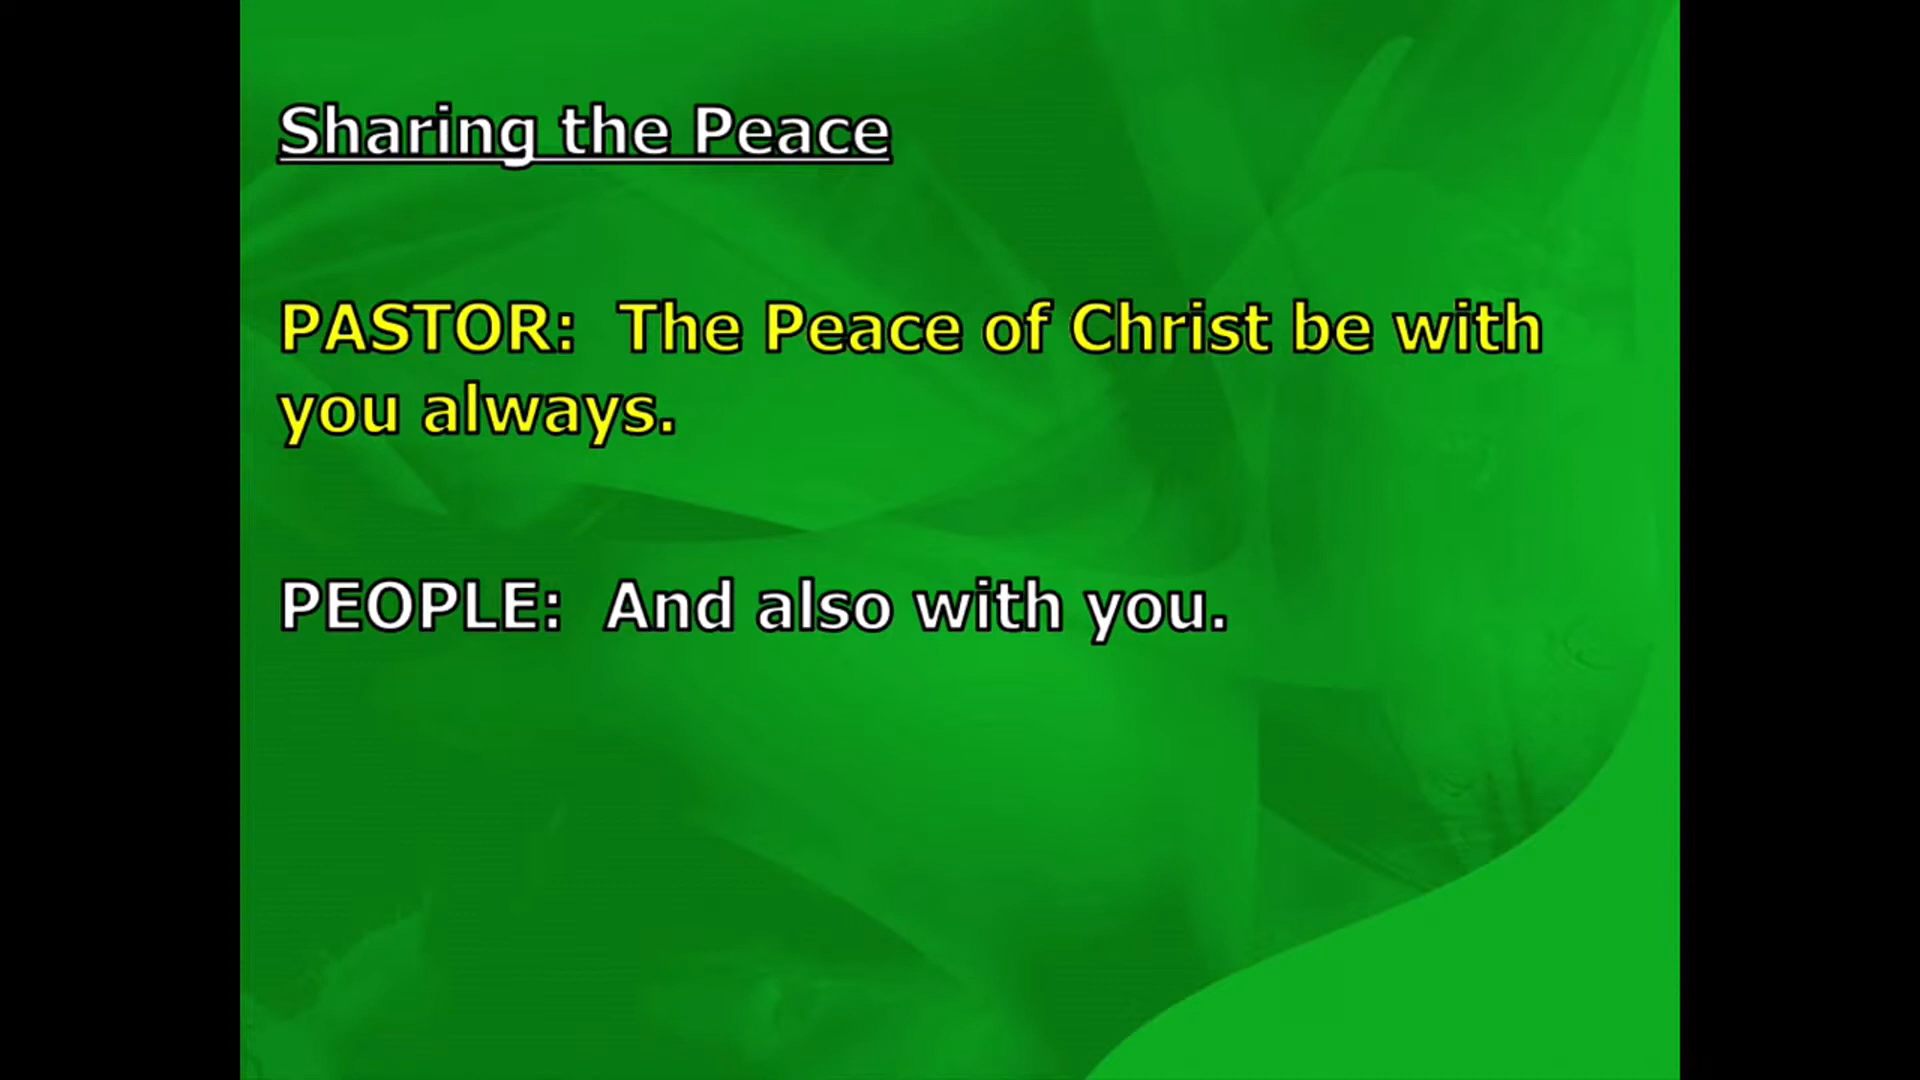 Sharing the Peace
PASTOR:  The Peace of Christ be with
you always.
PEOPLE:  And also with you.